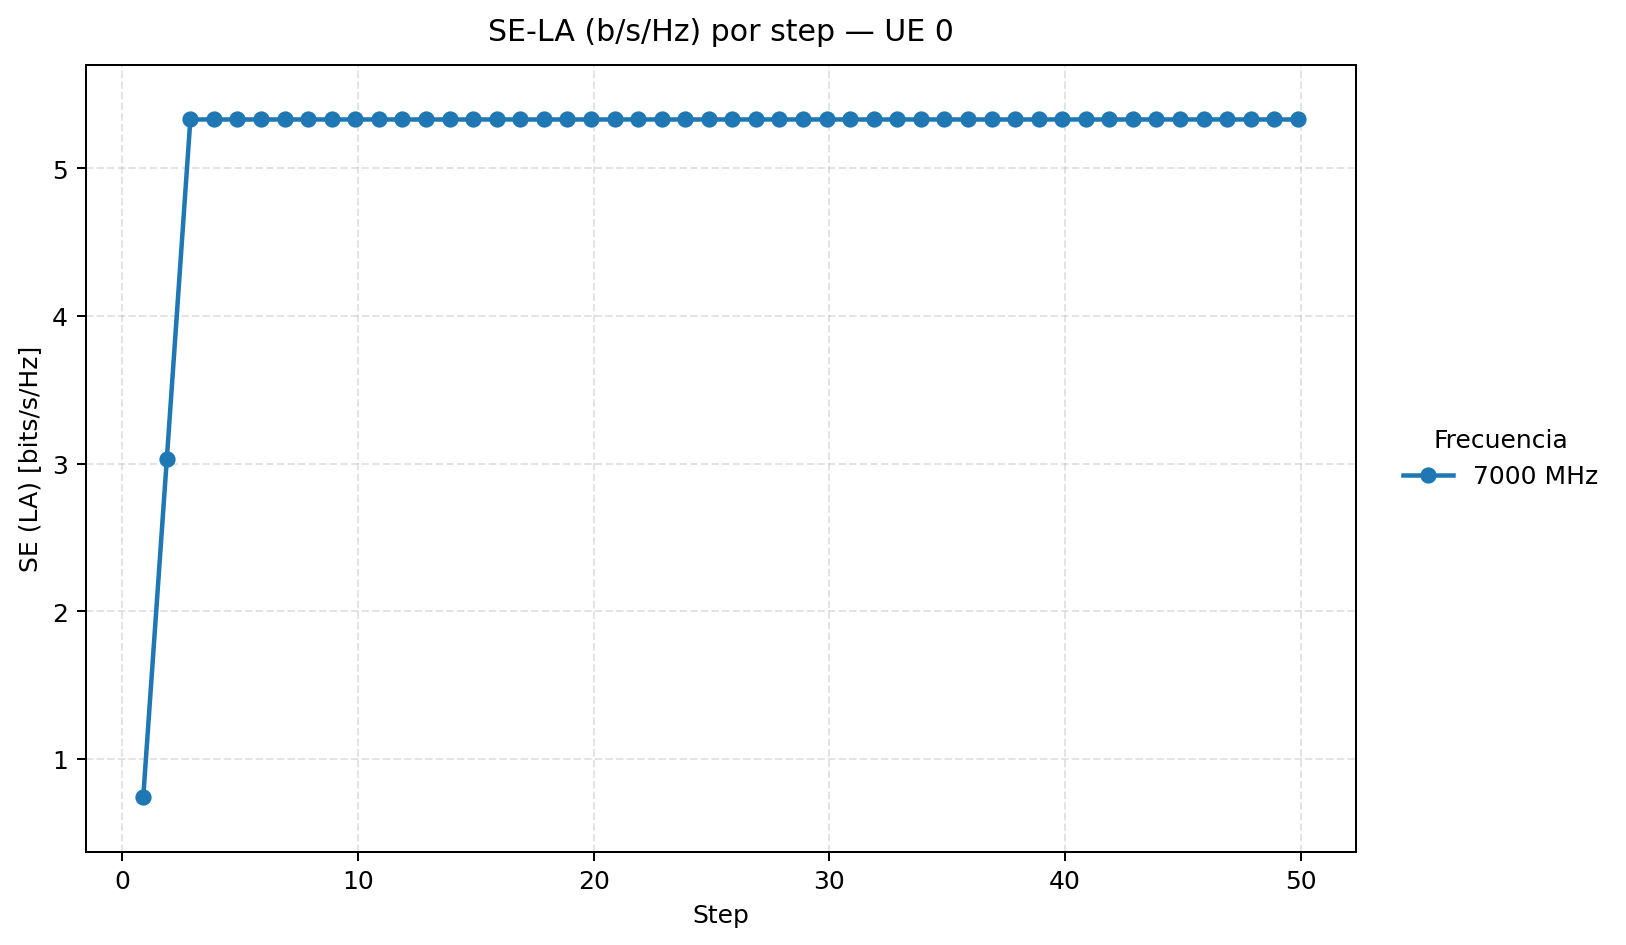 SE-LA (b/s/Hz) por step — UE 0
SE (LA) [bits/s/Hz]
5
4
3
2
1
0
10
20
30
40
50
Step
Frecuencia
7000 MHz